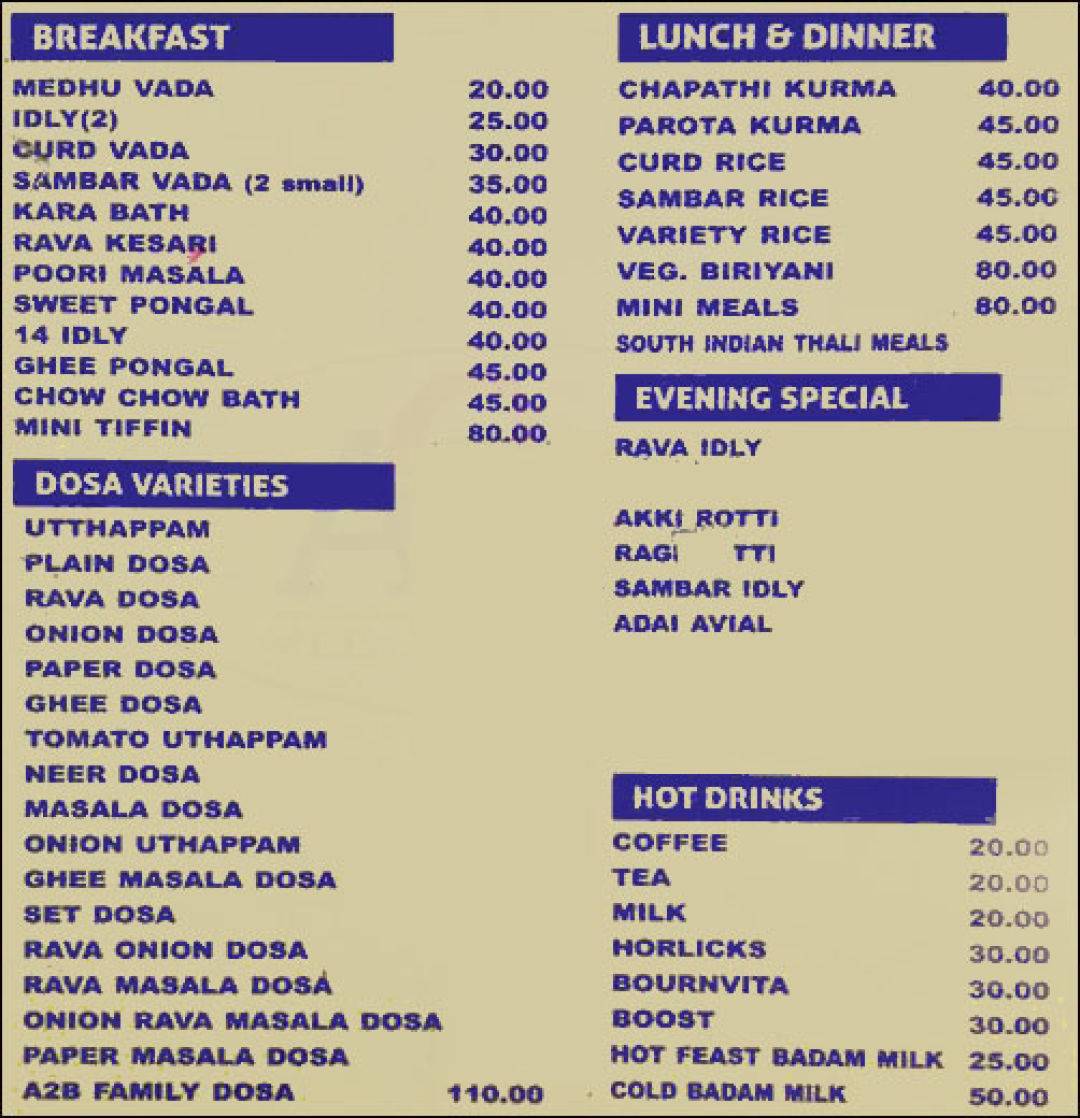 BREAKFAST
MEDHU VADA 20.00
IDLY(2) 25.00
CURD VADA 30.00
SAMBAR VADA (2 small) 35.00
KARA BATH 40.00
RAVA KESARI 40.00
POORI MASALA 40.00
SWEET PONGAL 40.00
14 IDLY 40.00
GHEE PONGAL 45.00
CHOW CHOW BATH 45.00
MINI TIFFIN 80.00
DOSA VARIETIES
UTTHAPPAM
PLAIN DOSA
RAVA DOSA
ONION DOSA
PAPER DOSA
GHEE DOSA
TOMATO UTHAPPAM
NEER DOSA
MASALA DOSA
ONION UTHAPPAM
GHEE MASALA DOSA
SET DOSA
RAVA ONION DOSA
RAVA MASALA DOSA
ONION RAVA MASALA DOSA
PAPER MASALA DOSA
A2B FAMILY DOSA 110.00
LUNCH & DINNER
CHAPATHI KURMA 40.00
PAROTA KURMA 45.00
CURD RICE 45.00
SAMBAR RICE 45.00
VARIETY RICE 45.00
VEG. BIRIYANI 80.00
MINI MEALS 80.00
SOUTH INDIAN THALI MEALS
EVENING SPECIAL
RAVA IDLY
AKKI ROTTI
RAGI TTI
SAMBAR IDLY
ADAI AVIAL
HOT DRINKS
COFFEE 20.00
TEA 20.00
MILK 20.00
HORLICKS 30.00
BOURNVITA 30.00
BOOST 30.00
HOT FEAST BADAM MILK 25.00
COLD BADAM MILK 50.00